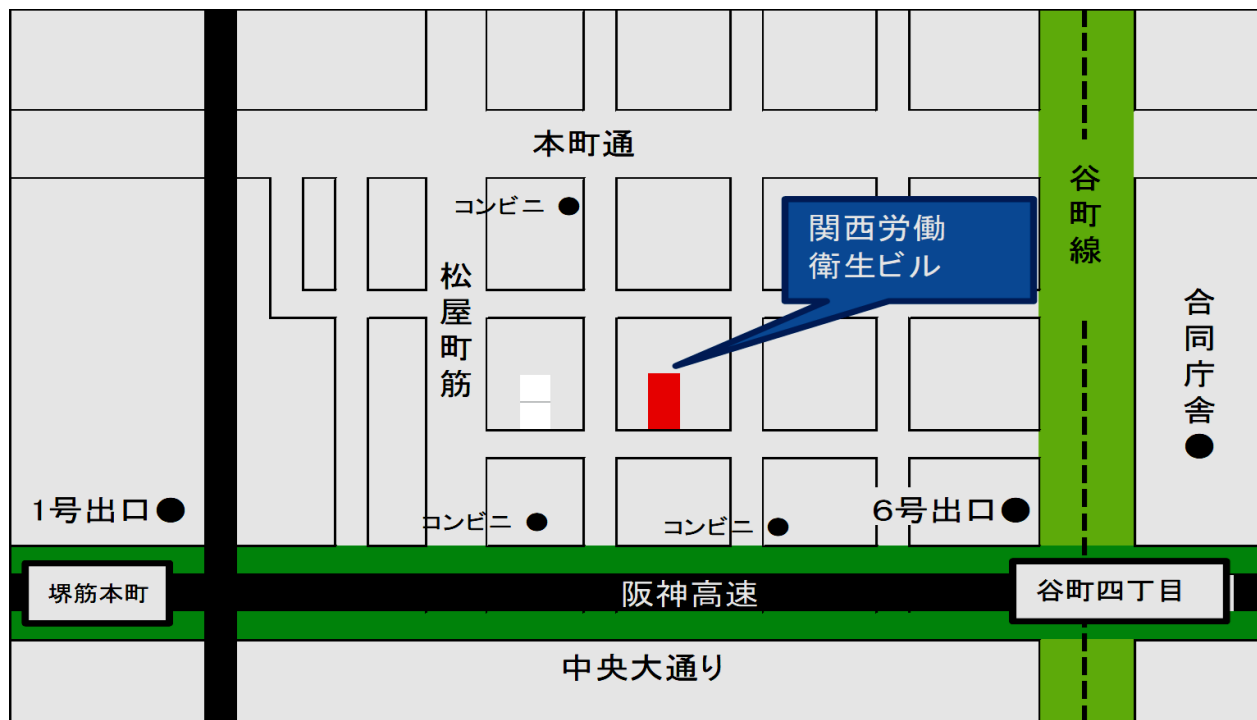 本町通
谷町線
コンビニ
関西労働
衛生ビル
松屋町筋
合同庁舎
1号出口
コンビニ
コンビニ
6号出口
堺筋本町
阪神高速
谷町四丁目
中央大通り